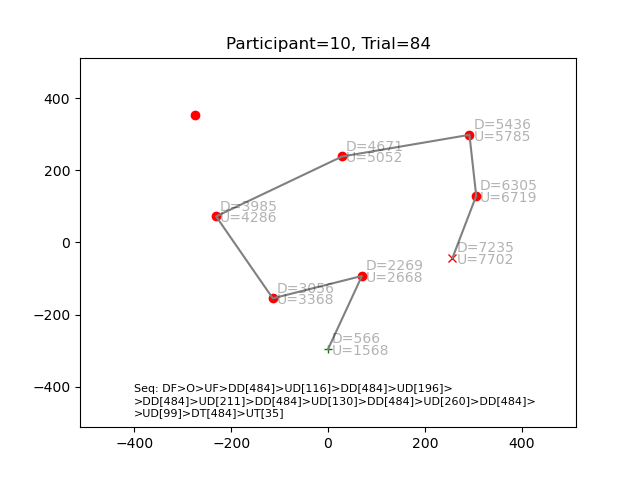 Participant=10, Trial=84
400
200
0
−200
−400
D=5436
U=5785
D=4671
U=5052
D=6305
U=6719
D=3985
U=4286
D=7235
U=7702
D=2269
U=2668
D=3056
U=3368
D=566
U=1568
Seq: DF>O>UF>DD[484]>UD[116]>DD[484]>UD[196]>
>DD[484]>UD[211]>DD[484]>UD[130]>DD[484]>UD[260]>DD[484]>
>UD[99]>DT[484]>UT[35]
−400 −200 0 200 400